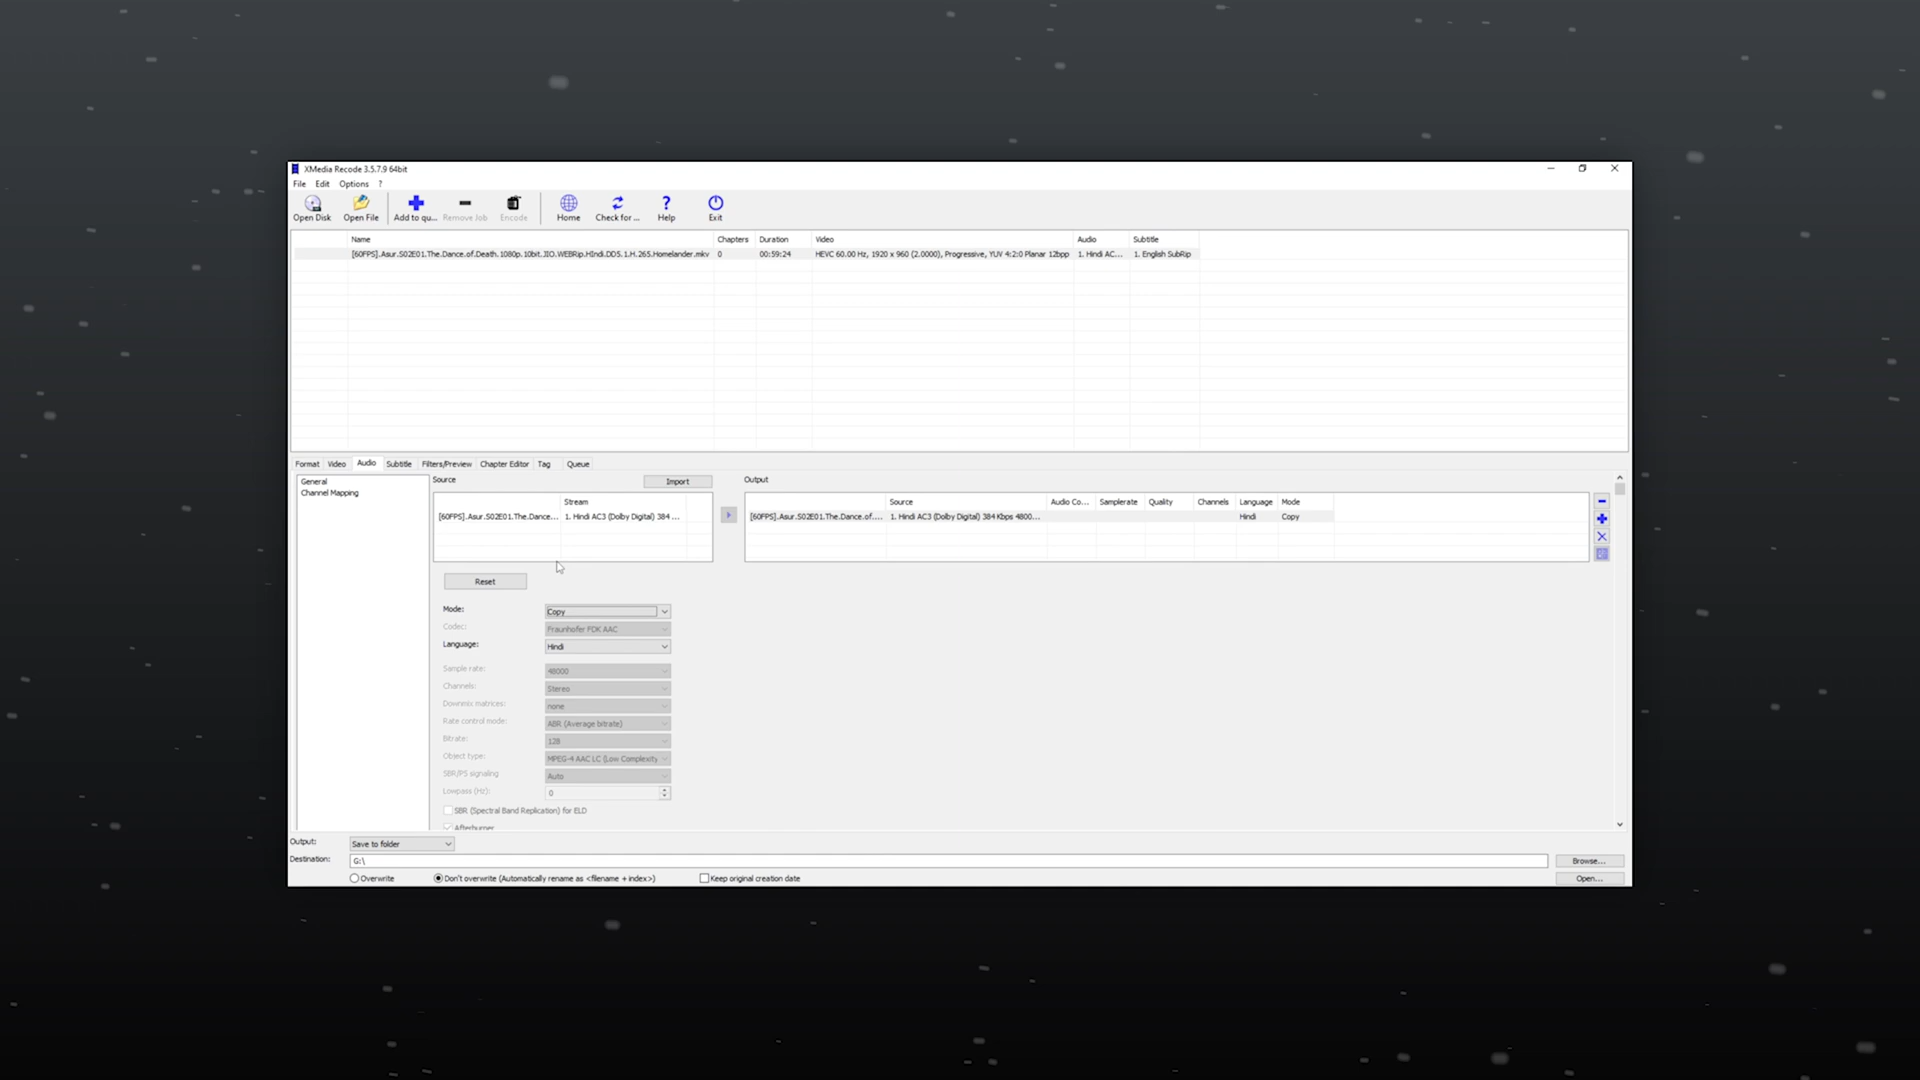 XMedia Recode 3.5.7.9 64bit
File Edit Options ?
Open Disk Open File Add to qu... Remove Job Encode Home Check for ... Help Exit
Name Chapters Duration Video Audio Subtitle
[60FPS].Asur.S02E01.The.Dance.of.Death.1080p.10bit.JIO.WEBRip.HIndi.DD5.1.H.265.Homelander.mkv 0 00:59:24 HEVC 60.00 Hz, 1920 x 960 (2.0000), Progressive, YUV 4:2:0 Planar 12bpp 1. Hindi AC... 1. English SubRip
Format Video Audio Subtitle Filters/Preview Chapter Editor Tag Queue
General
Channel Mapping
Source Import
Stream
[60FPS].Asur.S02E01.The.Dance... 1. Hindi AC3 (Dolby Digital) 384 ...
Output
Source Audio Co... Samplerate Quality Channels Language Mode
[60FPS].Asur.S02E01.The.Dance.of.... 1. Hindi AC3 (Dolby Digital) 384 Kbps 4800... Hindi Copy
Reset
Mode: Copy
Codec: Fraunhofer FDK AAC
Language: Hindi
Sample rate: 48000
Channels: Stereo
Downmix matrices: none
Rate control mode: ABR (Average bitrate)
Bitrate: 128
Object type: MPEG-4 AAC LC (Low Complexity
SBR/PS signaling Auto
Lowpass (Hz): 0
SBR (Spectral Band Replication) for ELD
Afterburner
Output: Save to folder
Destination: G:\ Browse...
Overwrite Don't overwrite (Automatically rename as <filename + index>) Keep original creation date Open...